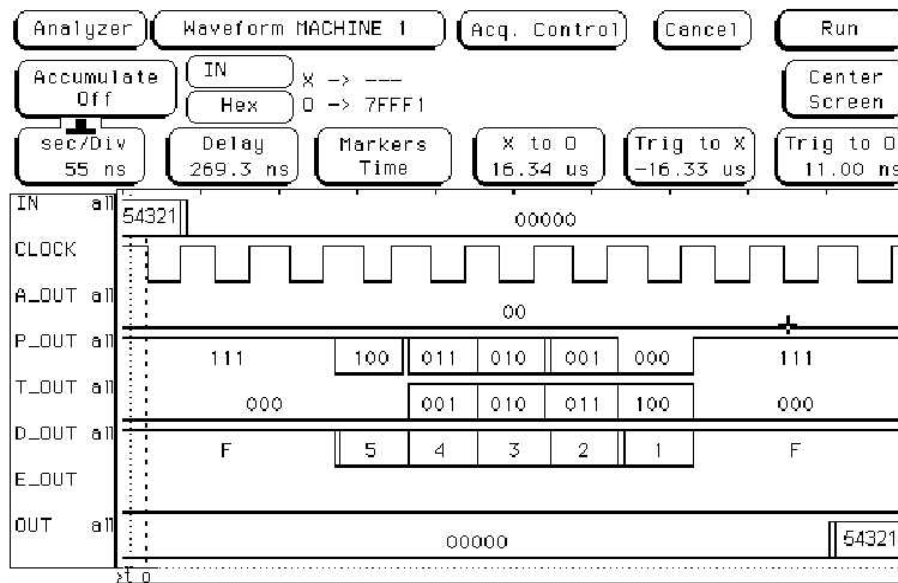 Analyzer Waveform MACHINE 1 Acq. Control Cancel Run
Accumulate Off
IN X -> ---
Hex O -> 7FFF1
Center Screen
sec/Div 55 ns
Delay 269.3 ns
Markers Time
X to O 16.34 us
Trig to X -16.33 us
Trig to O 11.00 ns
IN all 54321 00000
CLOCK
A_OUT all 00
P_OUT all 111 100 011 010 001 000 111
T_OUT all 000 001 010 011 100 000
D_OUT all F 5 4 3 2 1 F
E_OUT
OUT all 00000 54321
t o